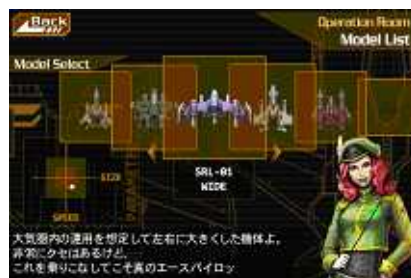 Back
Operation Room
Model List
Model Select
SRL-01
WIDE
SIZE
SPEED
大気圏内の運用を想定して左右に大きくした機体よ。
非常にクセはあるけど、
これを乗りこなしてこそ真のエースパイロッ